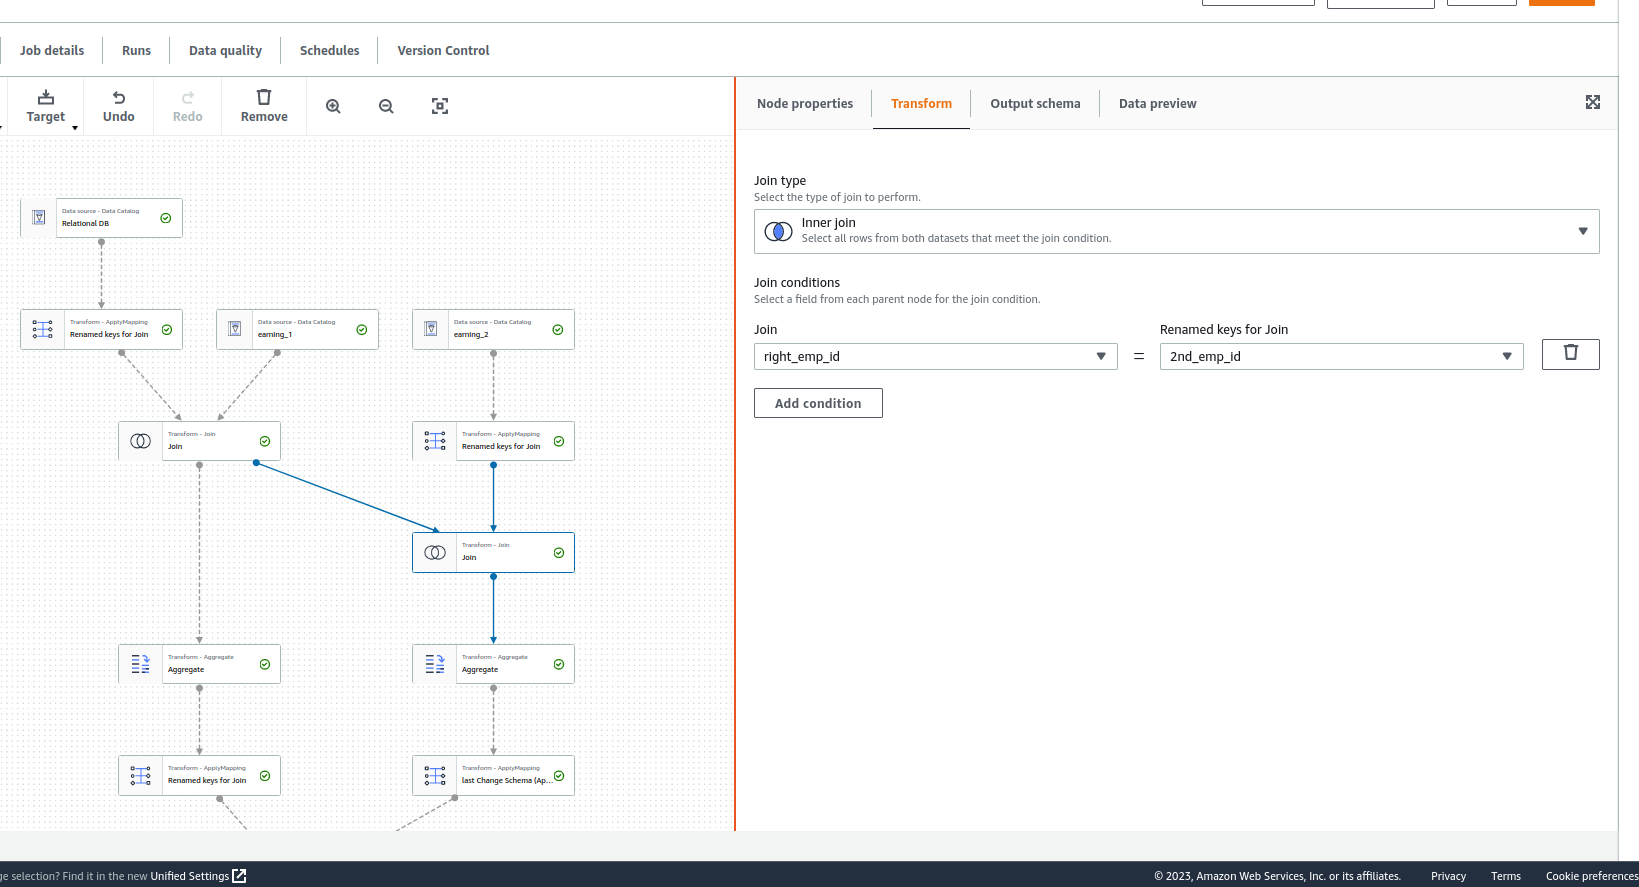 Job details
Runs
Data quality
Schedules
Version Control
Target
Undo
Redo
Remove
Node properties
Transform
Output schema
Data preview
Data source - Data Catalog
Relational DB
Transform - ApplyMapping
Renamed keys for Join
Data source - Data Catalog
earning_1
Data source - Data Catalog
earning_2
Transform - Join
Join
Transform - ApplyMapping
Renamed keys for Join
Transform - Join
Join
Transform - Aggregate
Aggregate
Transform - Aggregate
Aggregate
Transform - ApplyMapping
Renamed keys for Join
Transform - ApplyMapping
last Change Schema (Ap...
Join type
Select the type of join to perform.
Inner join
Select all rows from both datasets that meet the join condition.
Join conditions
Select a field from each parent node for the join condition.
Join
Renamed keys for Join
right_emp_id
=
2nd_emp_id
Add condition
ge selection? Find it in the new Unified Settings
© 2023, Amazon Web Services, Inc. or its affiliates.
Privacy
Terms
Cookie preferences